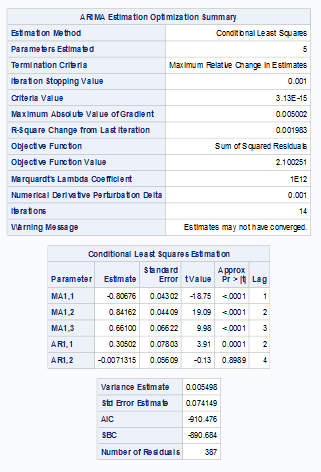 ARIMA Estimation Optimization Summary
Estimation Method Conditional Least Squares
Parameters Estimated 5
Termination Criteria Maximum Relative Change in Estimates
Iteration Stopping Value 0.001
Criteria Value 3.13E-15
Maximum Absolute Value of Gradient 0.005002
R-Square Change from Last Iteration 0.001983
Objective Function Sum of Squared Residuals
Objective Function Value 2.100251
Marquardt's Lambda Coefficient 1E12
Numerical Derivative Perturbation Delta 0.001
Iterations 14
Warning Message Estimates may not have converged.
Conditional Least Squares Estimation
Parameter Estimate Standard Error t Value Approx Pr > |t| Lag
MA1,1 -0.80676 0.04302 -18.75 <.0001 1
MA1,2 0.84162 0.04409 19.09 <.0001 2
MA1,3 0.66100 0.06622 9.98 <.0001 3
AR1,1 0.30502 0.07803 3.91 0.0001 2
AR1,2 -0.0071315 0.05609 -0.13 0.8989 4
Variance Estimate 0.005498
Std Error Estimate 0.074149
AIC -910.476
SBC -890.684
Number of Residuals 387